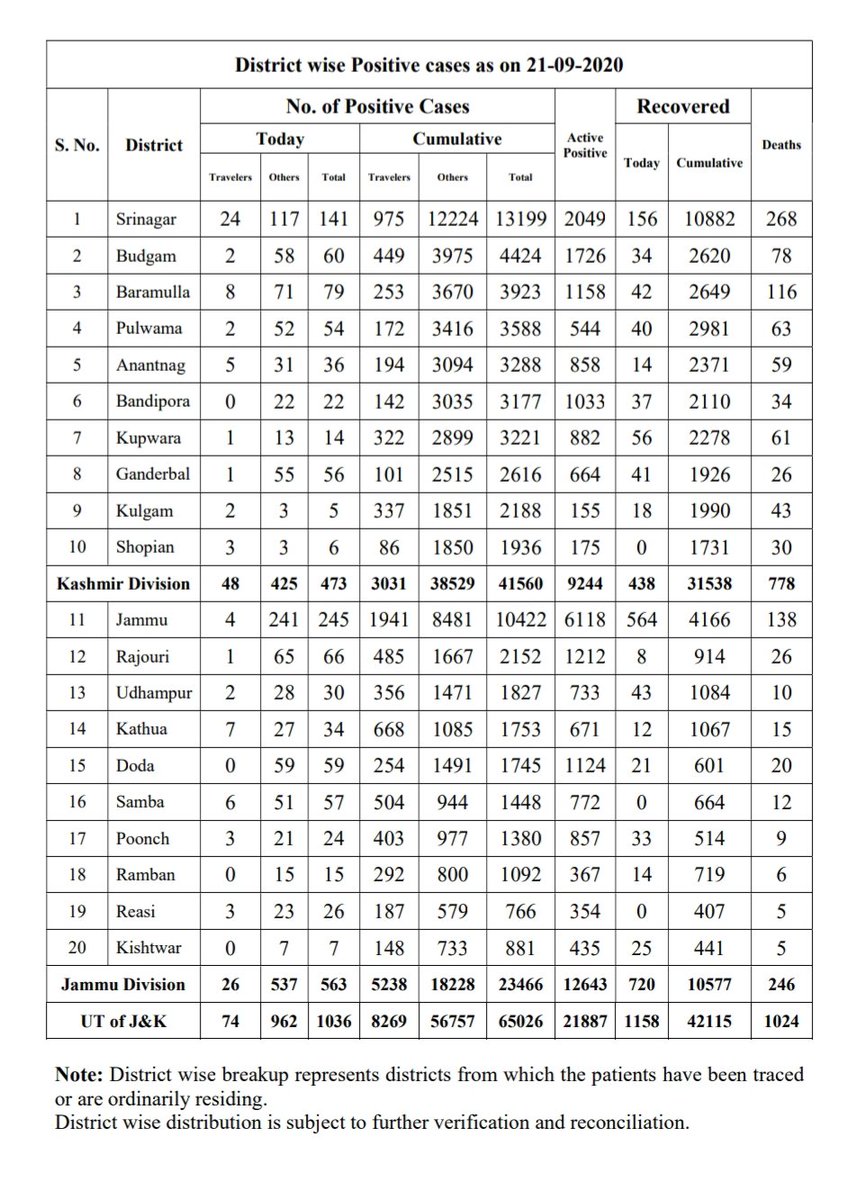 District wise Positive cases as on 21-09-2020
S. No. District No. of Positive Cases Active Positive Recovered Deaths
Today Cumulative Today Cumulative
Travelers Others Total Travelers Others Total
1 Srinagar 24 117 141 975 12224 13199 2049 156 10882 268
2 Budgam 2 58 60 449 3975 4424 1726 34 2620 78
3 Baramulla 8 71 79 253 3670 3923 1158 42 2649 116
4 Pulwama 2 52 54 172 3416 3588 544 40 2981 63
5 Anantnag 5 31 36 194 3094 3288 858 14 2371 59
6 Bandipora 0 22 22 142 3035 3177 1033 37 2110 34
7 Kupwara 1 13 14 322 2899 3221 882 56 2278 61
8 Ganderbal 1 55 56 101 2515 2616 664 41 1926 26
9 Kulgam 2 3 5 337 1851 2188 155 18 1990 43
10 Shopian 3 3 6 86 1850 1936 175 0 1731 30
Kashmir Division 48 425 473 3031 38529 41560 9244 438 31538 778
11 Jammu 4 241 245 1941 8481 10422 6118 564 4166 138
12 Rajouri 1 65 66 485 1667 2152 1212 8 914 26
13 Udhampur 2 28 30 356 1471 1827 733 43 1084 10
14 Kathua 7 27 34 668 1085 1753 671 12 1067 15
15 Doda 0 59 59 254 1491 1745 1124 21 601 20
16 Samba 6 51 57 504 944 1448 772 0 664 12
17 Poonch 3 21 24 403 977 1380 857 33 514 9
18 Ramban 0 15 15 292 800 1092 367 14 719 6
19 Reasi 3 23 26 187 579 766 354 0 407 5
20 Kishtwar 0 7 7 148 733 881 435 25 441 5
Jammu Division 26 537 563 5238 18228 23466 12643 720 10577 246
UT of J&K 74 962 1036 8269 56757 65026 21887 1158 42115 1024
Note: District wise breakup represents districts from which the patients have been traced
or are ordinarily residing.
District wise distribution is subject to further verification and reconciliation.